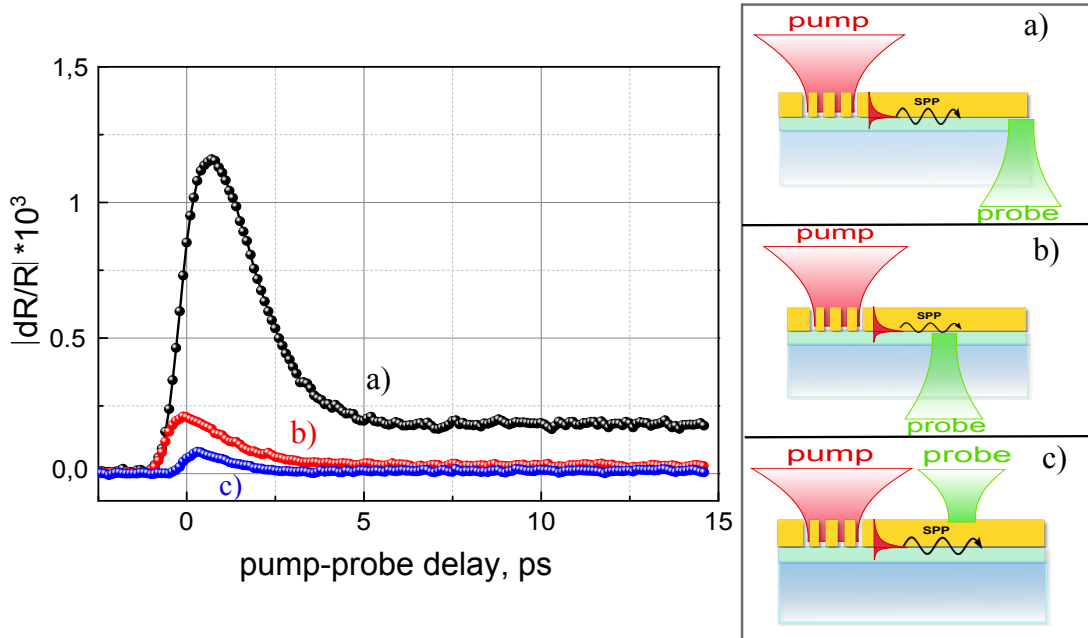 1,5
1
0.5
0,0
|dR/R| *10³
0
5
10
15
pump-probe delay, ps
a)
b)
c)
pump
a)
SPP
probe
pump
b)
SPP
probe
pump
probe
c)
SPP